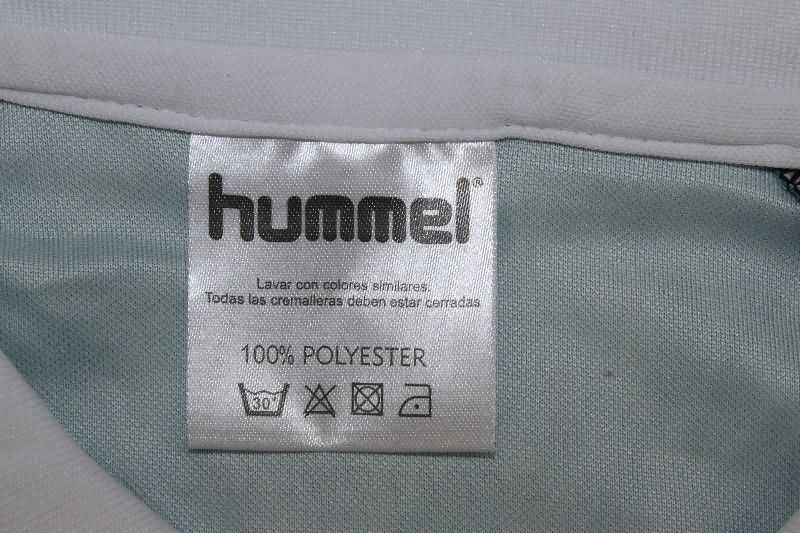 hummel®
Lavar con colores similares.
Todas las cremalleras deben estar cerradas
100% POLYESTER
30°